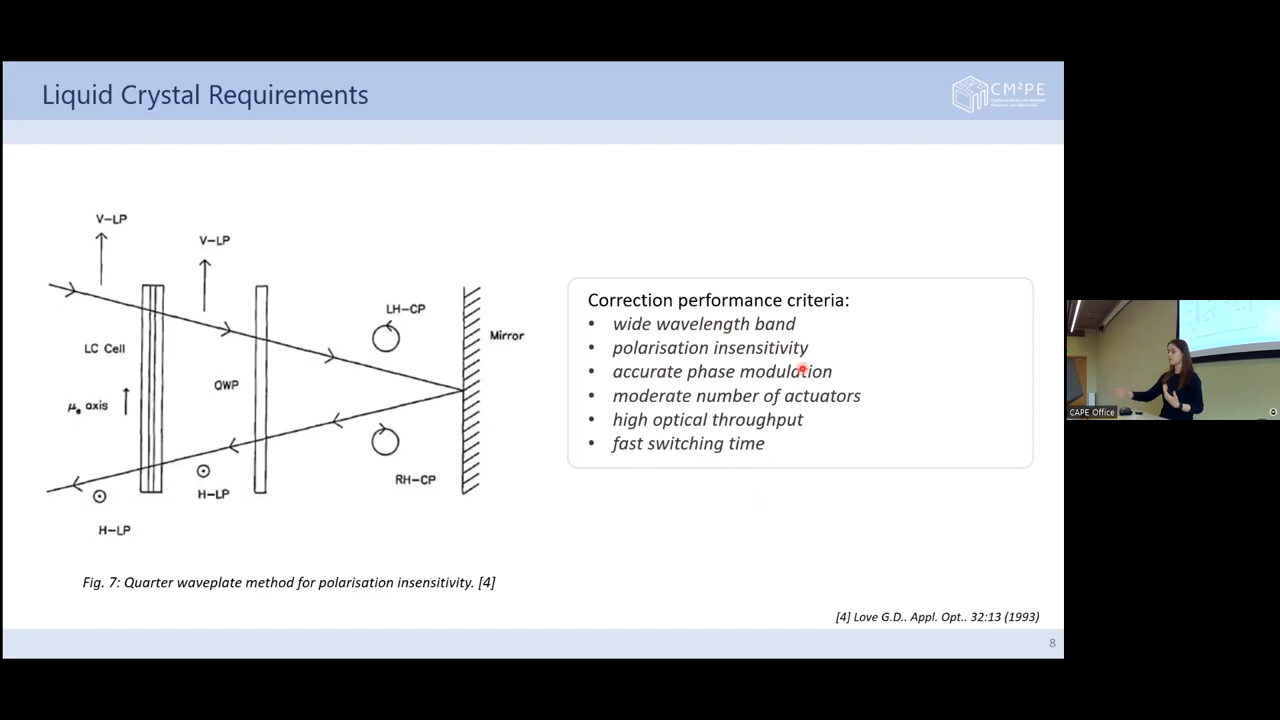 Liquid Crystal Requirements
CM²PE
V-LP
V-LP
LH-CP
Mirror
LC Cell
QWP
μe axis
H-LP
RH-CP
H-LP
Correction performance criteria:
• wide wavelength band
• polarisation insensitivity
• accurate phase modulation
• moderate number of actuators
• high optical throughput
• fast switching time
Fig. 7: Quarter waveplate method for polarisation insensitivity. [4]
[4] Love G.D.. Appl. Opt.. 32:13 (1993)
8
CAPE Office